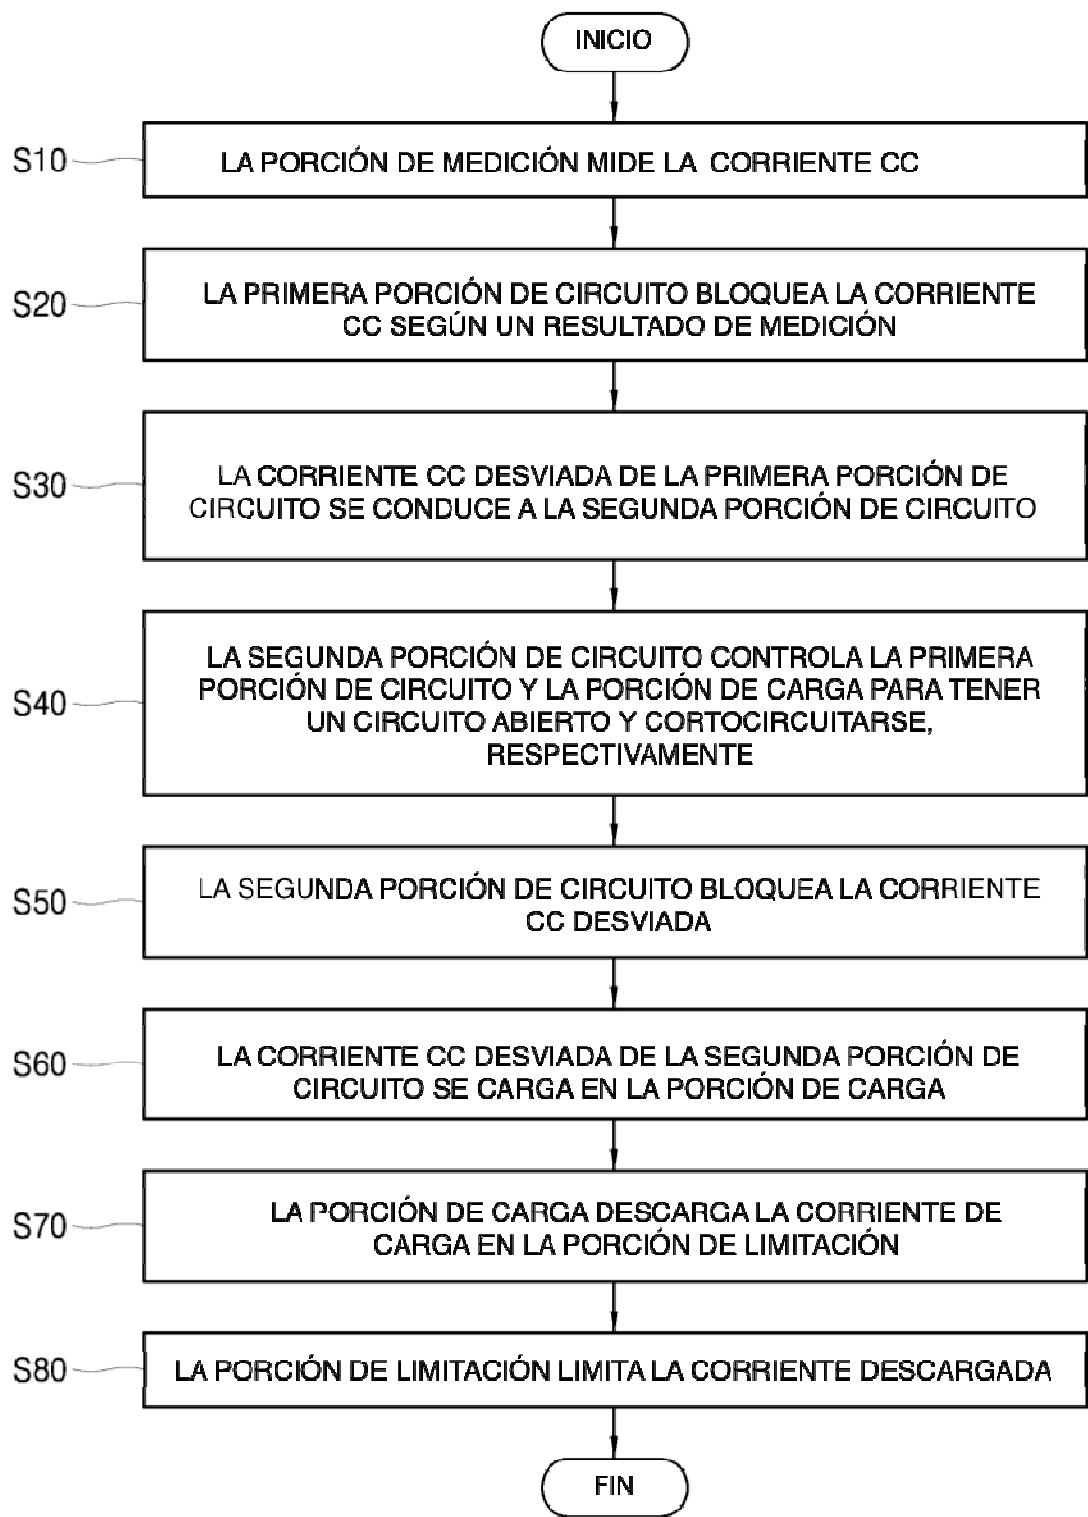 INICIO
S10
LA PORCIÓN DE MEDICIÓN MIDE LA CORRIENTE CC
S20
LA PRIMERA PORCIÓN DE CIRCUITO BLOQUEA LA CORRIENTE
CC SEGÚN UN RESULTADO DE MEDICIÓN
S30
LA CORRIENTE CC DESVIADA DE LA PRIMERA PORCIÓN DE
CIRCUITO SE CONDUCE A LA SEGUNDA PORCIÓN DE CIRCUITO
S40
LA SEGUNDA PORCIÓN DE CIRCUITO CONTROLA LA PRIMERA
PORCIÓN DE CIRCUITO Y LA PORCIÓN DE CARGA PARA TENER
UN CIRCUITO ABIERTO Y CORTOCIRCUITARSE,
RESPECTIVAMENTE
S50
LA SEGUNDA PORCIÓN DE CIRCUITO BLOQUEA LA CORRIENTE
CC DESVIADA
S60
LA CORRIENTE CC DESVIADA DE LA SEGUNDA PORCIÓN DE
CIRCUITO SE CARGA EN LA PORCIÓN DE CARGA
S70
LA PORCIÓN DE CARGA DESCARGA LA CORRIENTE DE
CARGA EN LA PORCIÓN DE LIMITACIÓN
S80
LA PORCIÓN DE LIMITACIÓN LIMITA LA CORRIENTE DESCARGADA
FIN